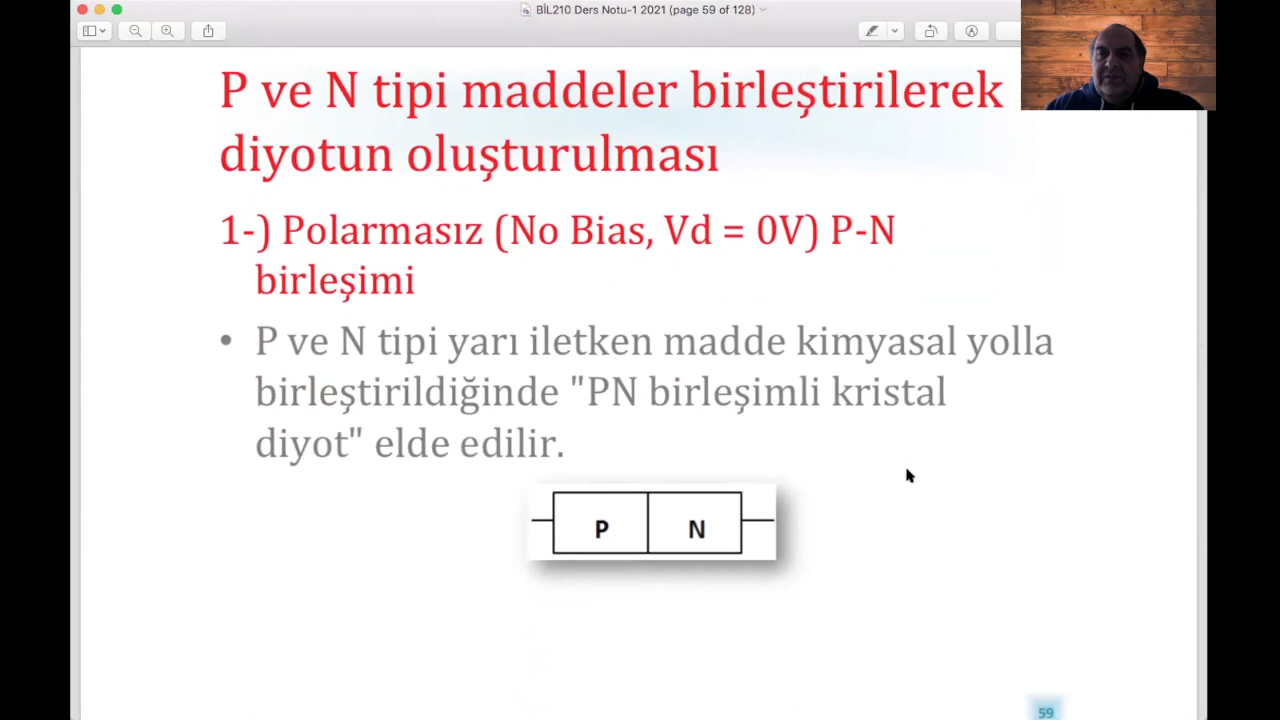 BİL210 Ders Notu-1 2021 (page 59 of 128)
P ve N tipi maddeler birleştirilerek
diyotun oluşturulması
1-) Polarmasız (No Bias, Vd = 0V) P-N
birleşimi
• P ve N tipi yarı iletken madde kimyasal yolla
birleştirildiğinde "PN birleşimli kristal
diyot" elde edilir.
P N
59